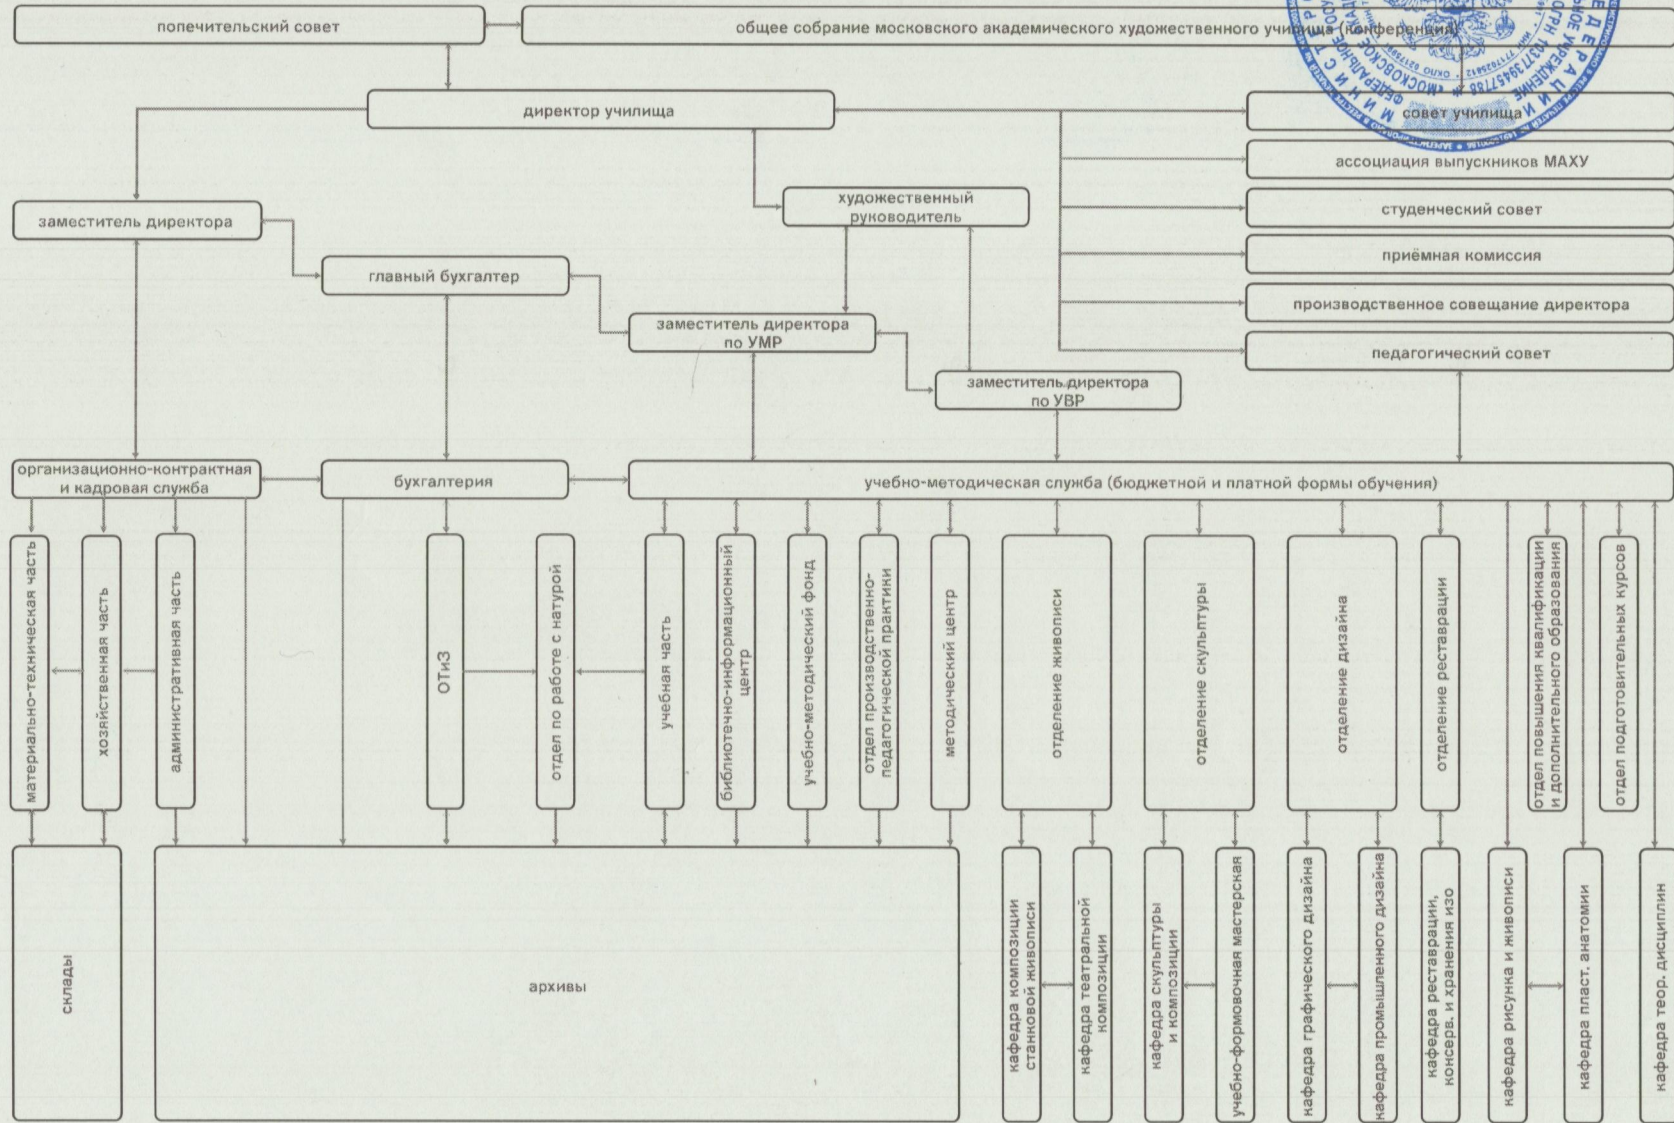 попечительский совет
общее собрание московского академического художественного училища (конференция)
директор училища
совет училища
ассоциация выпускников МАХУ
заместитель директора
художественный
руководитель
студенческий совет
главный бухгалтер
приёмная комиссия
производственное совещание директора
заместитель директора
по УМР
педагогический совет
заместитель директора
по УВР
организационно-контрактная
и кадровая служба
бухгалтерия
учебно-методическая служба (бюджетной и платной формы обучения)
материально-техническая часть
хозяйственная часть
административная часть
ОТиЗ
отдел по работе с натурой
учебная часть
библиотечно-информационный
центр
учебно-методический фонд
отдел производственно-
педагогической практики
методический центр
отделение живописи
отделение скульптуры
отделение дизайна
отделение реставрации
отдел повышения квалификации
и дополнительного образования
отдел подготовительных курсов
склады
архивы
кафедра композиции
станковой живописи
кафедра театральной
композиции
кафедра скульптуры
и композиции
учебно-формовочная мастерская
кафедра графического дизайна
кафедра промышленного дизайна
кафедра реставрации,
консерв. и хранения изо
кафедра рисунка и живописи
кафедра пласт. анатомии
кафедра теор. дисциплин